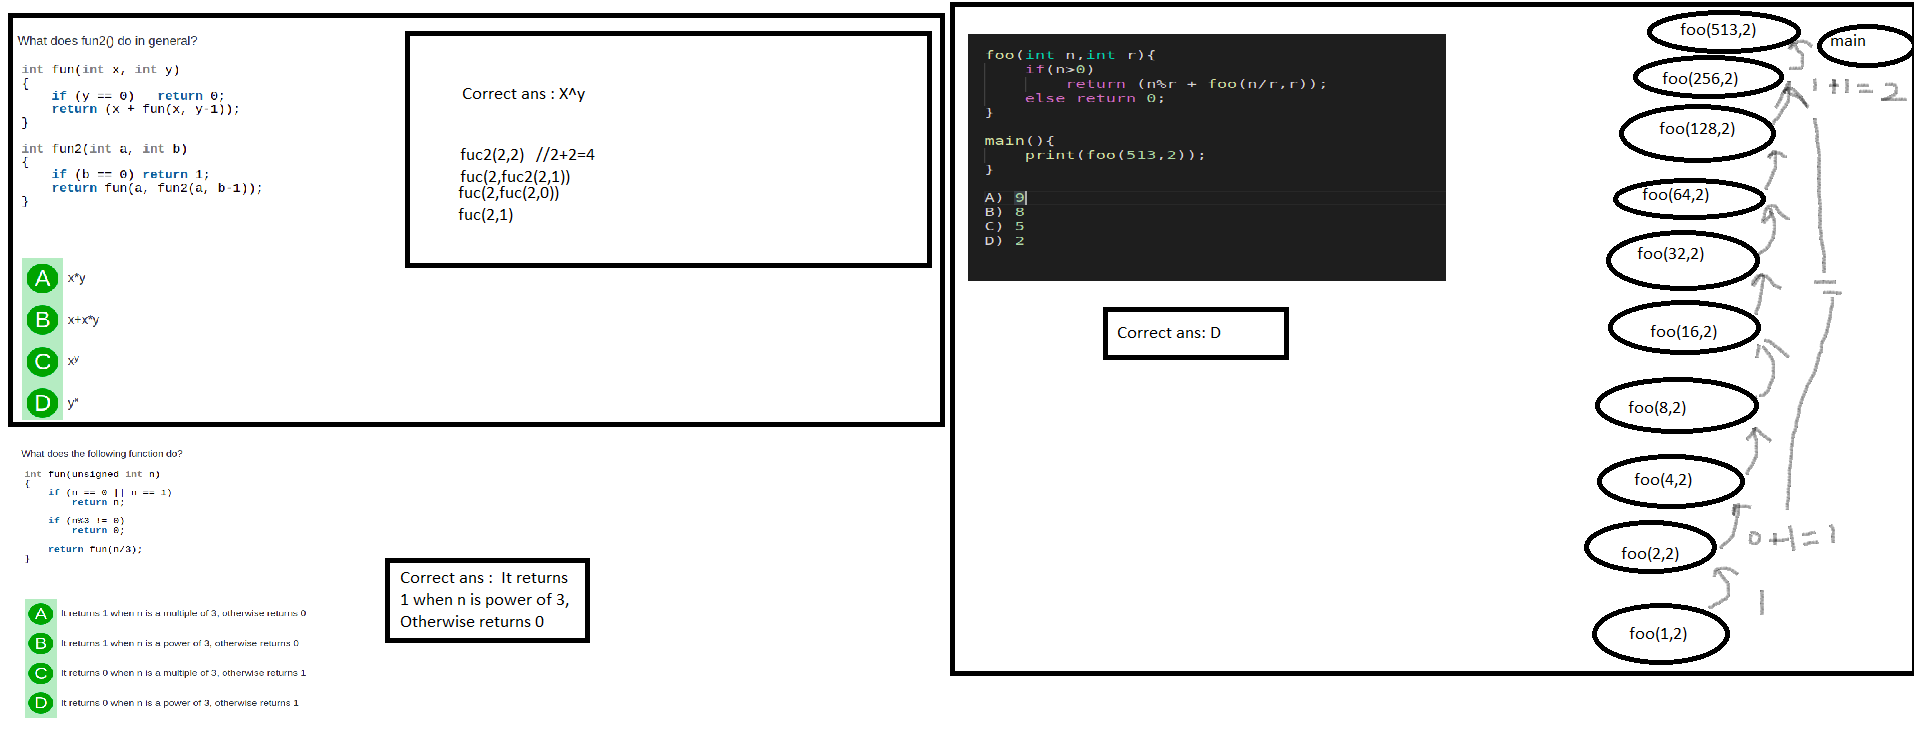 What does fun2() do in general?
int fun(int x, int y)
{
if (y == 0) return 0;
return (x + fun(x, y-1));
}
int fun2(int a, int b)
{
if (b == 0) return 1;
return fun(a, fun2(a, b-1));
}
A x*y
B x+x*y
C xʸ
D yˣ
Correct ans : X^y
fuc2(2,2) //2+2=4
fuc(2,fuc2(2,1))
fuc(2,fuc(2,0))
fuc(2,1)
What does the following function do?
int fun(unsigned int n)
{
if (n == 0 || n == 1)
return n;
if (n%3 != 0)
return 0;
return fun(n/3);
}
A It returns 1 when n is a multiple of 3, otherwise returns 0
B It returns 1 when n is a power of 3, otherwise returns 0
C It returns 0 when n is a multiple of 3, otherwise returns 1
D It returns 0 when n is a power of 3, otherwise returns 1
Correct ans : It returns
1 when n is power of 3,
Otherwise returns 0
foo(int n,int r){
if(n>0)
return (n%r + foo(n/r,r));
else return 0;
}
main(){
print(foo(513,2));
}
A) 9
B) 8
C) 5
D) 2
Correct ans: D
foo(513,2)
main
foo(256,2)
1+1=2
foo(128,2)
foo(64,2)
foo(32,2)
foo(16,2)
foo(8,2)
foo(4,2)
0+1=1
foo(2,2)
1
foo(1,2)